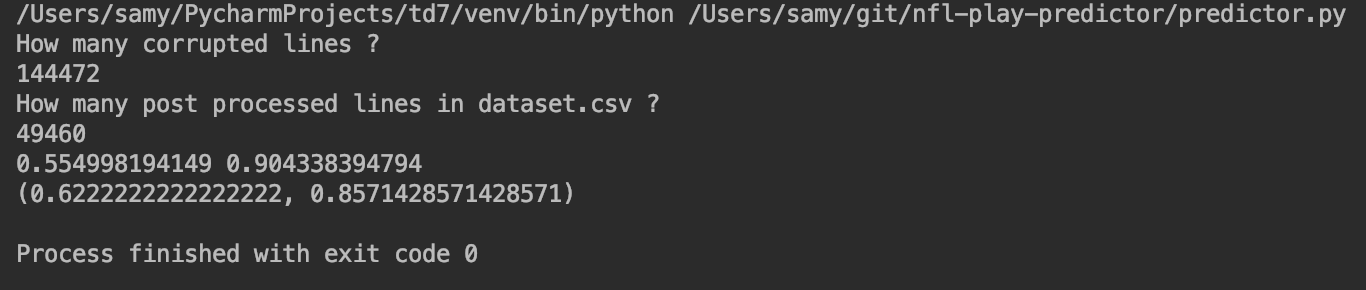 /Users/samy/PycharmProjects/td7/venv/bin/python /Users/samy/git/nfl-play-predictor/predictor.py
How many corrupted lines ?
144472
How many post processed lines in dataset.csv ?
49460
0.554998194149 0.904338394794
(0.6222222222222222, 0.8571428571428571)
Process finished with exit code 0